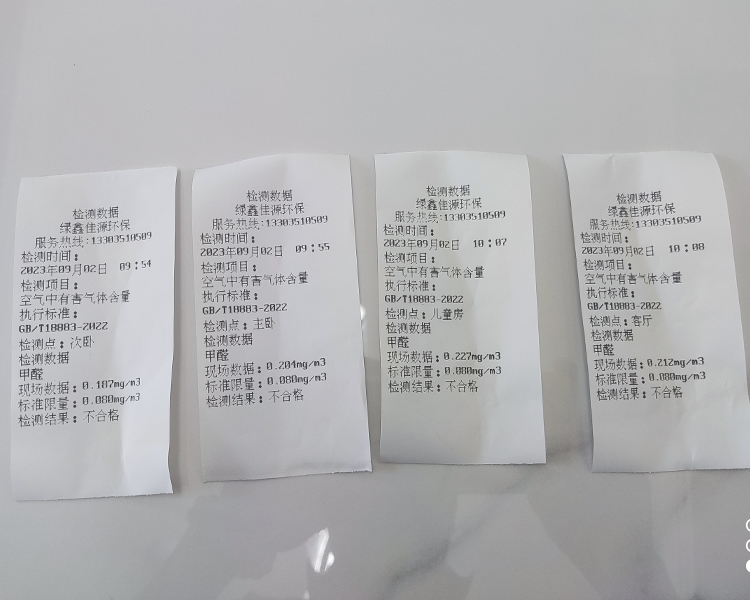 检测数据
绿鑫佳源环保
服务热线:13303510509
检测时间:
2023年09月02日 09:54
检测项目:
空气中有害气体含量
执行标准:
GB/T18883-2022
检测点: 次卧
检测数据
甲醛
现场数据: 0.187mg/m3
标准限量: 0.080mg/m3
检测结果: 不合格
检测数据
绿鑫佳源环保
服务热线:13303510509
检测时间:
2023年09月02日 09:55
检测项目:
空气中有害气体含量
执行标准:
GB/T18883-2022
检测点: 主卧
检测数据
甲醛
现场数据: 0.204mg/m3
标准限量: 0.080mg/m3
检测结果: 不合格
检测数据
绿鑫佳源环保
服务热线:13303510509
检测时间:
2023年09月02日 10:07
检测项目:
空气中有害气体含量
执行标准:
GB/T18883-2022
检测点: 儿童房
检测数据
甲醛
现场数据: 0.227mg/m3
标准限量: 0.080mg/m3
检测结果: 不合格
检测数据
绿鑫佳源环保
服务热线:13303510509
检测时间:
2023年09月02日 10:08
检测项目:
空气中有害气体含量
执行标准:
GB/T18883-2022
检测点: 客厅
检测数据
甲醛
现场数据: 0.212mg/m3
标准限量: 0.080mg/m3
检测结果: 不合格